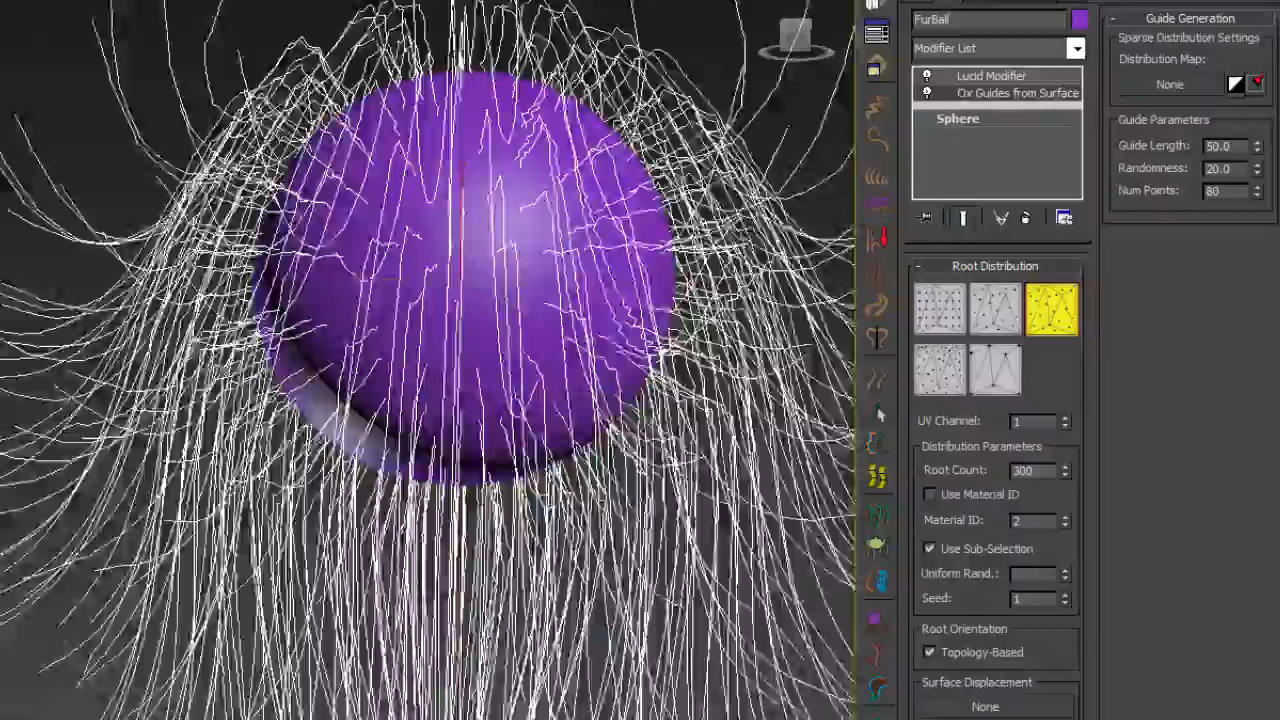 FurBall
Modifier List
Lucid Modifier
Ox Guides from Surface
Sphere
Root Distribution
UV Channel: 1
Distribution Parameters
Root Count: 300
Use Material ID
Material ID: 2
Use Sub-Selection
Uniform Rand.:
Seed: 1
Root Orientation
Topology-Based
Surface Displacement
None
Guide Generation
Sparse Distribution Settings
Distribution Map:
None
Guide Parameters
Guide Length: 50.0
Randomness: 20.0
Num Points: 80